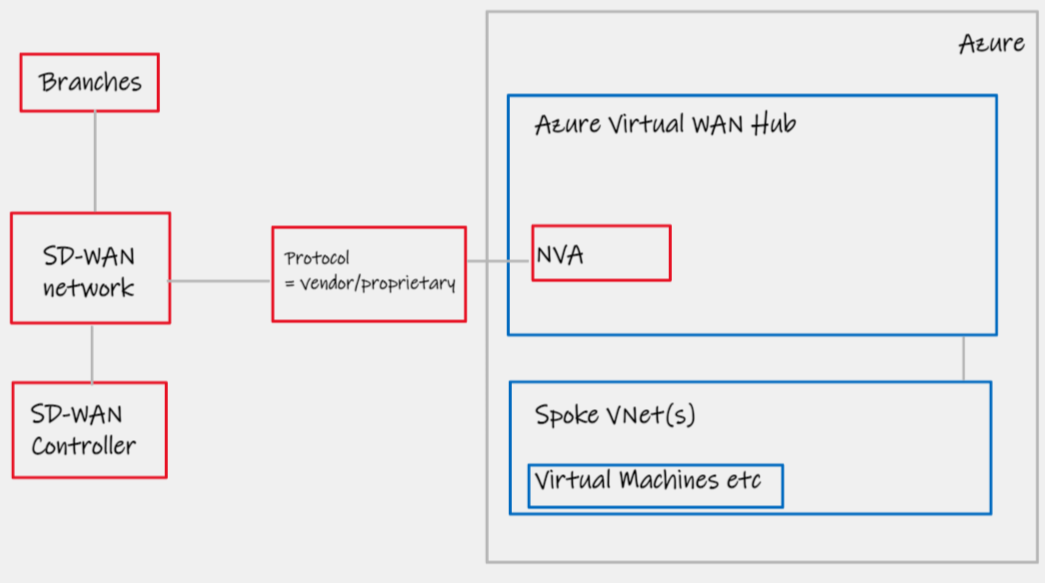 Azure
Branches
Azure Virtual WAN Hub
SD-WAN
network
Protocol
= vendor/proprietary
NVA
SD-WAN
Controller
Spoke VNet(s)
Virtual Machines etc